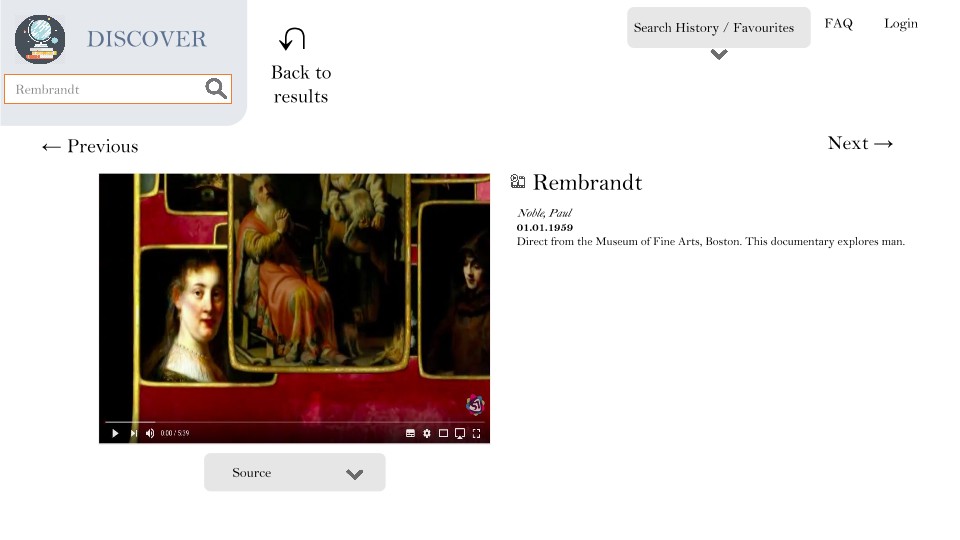 DISCOVER
Rembrandt
Back to
results
Search History / Favourites
FAQ
Login
← Previous
Next →
Rembrandt
Noble, Paul
01.01.1959
Direct from the Museum of Fine Arts, Boston. This documentary explores man.
0:00 / 5:39
Source